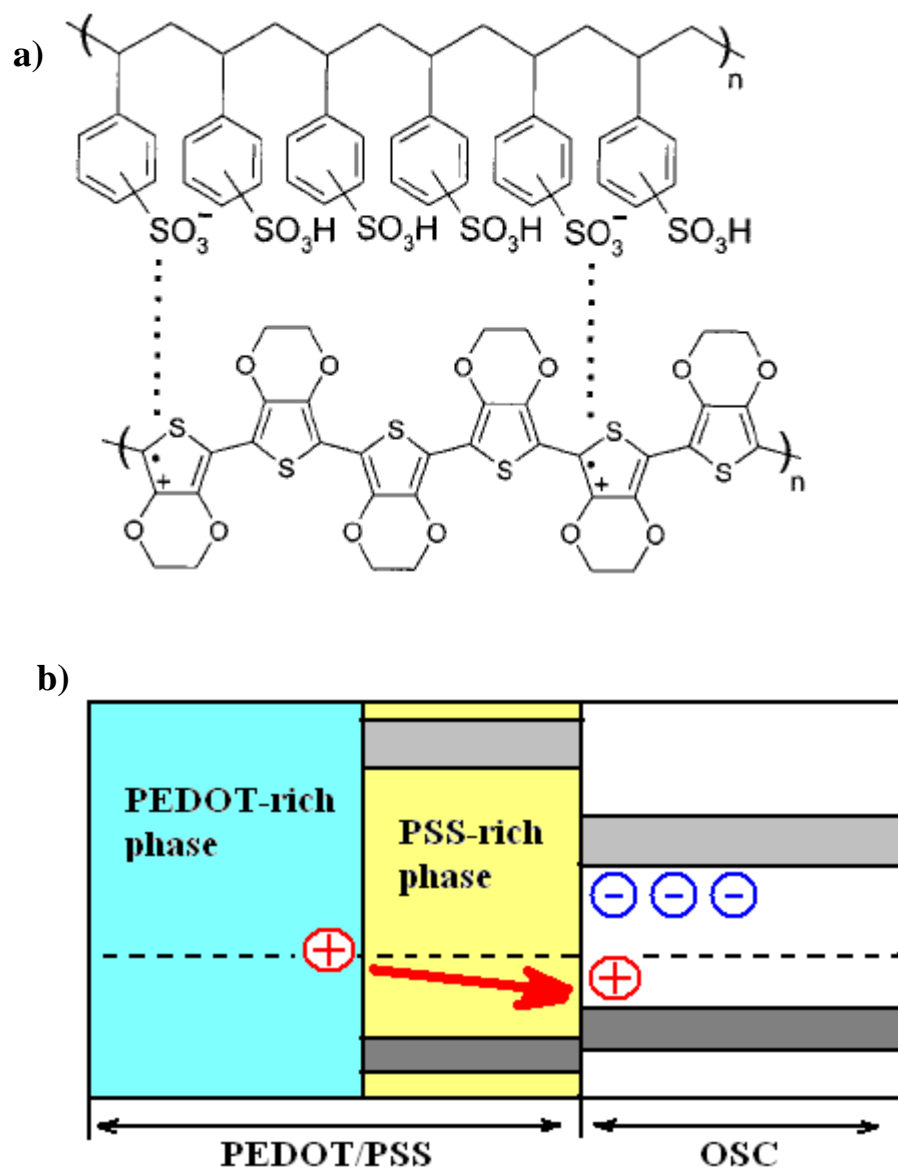 a)
n
SO3− SO3H SO3H SO3H SO3− SO3H
O O O O
S S S
O O
S S S
n
O O O O O O
b)
PEDOT-rich
phase
PSS-rich
phase
PEDOT/PSS OSC